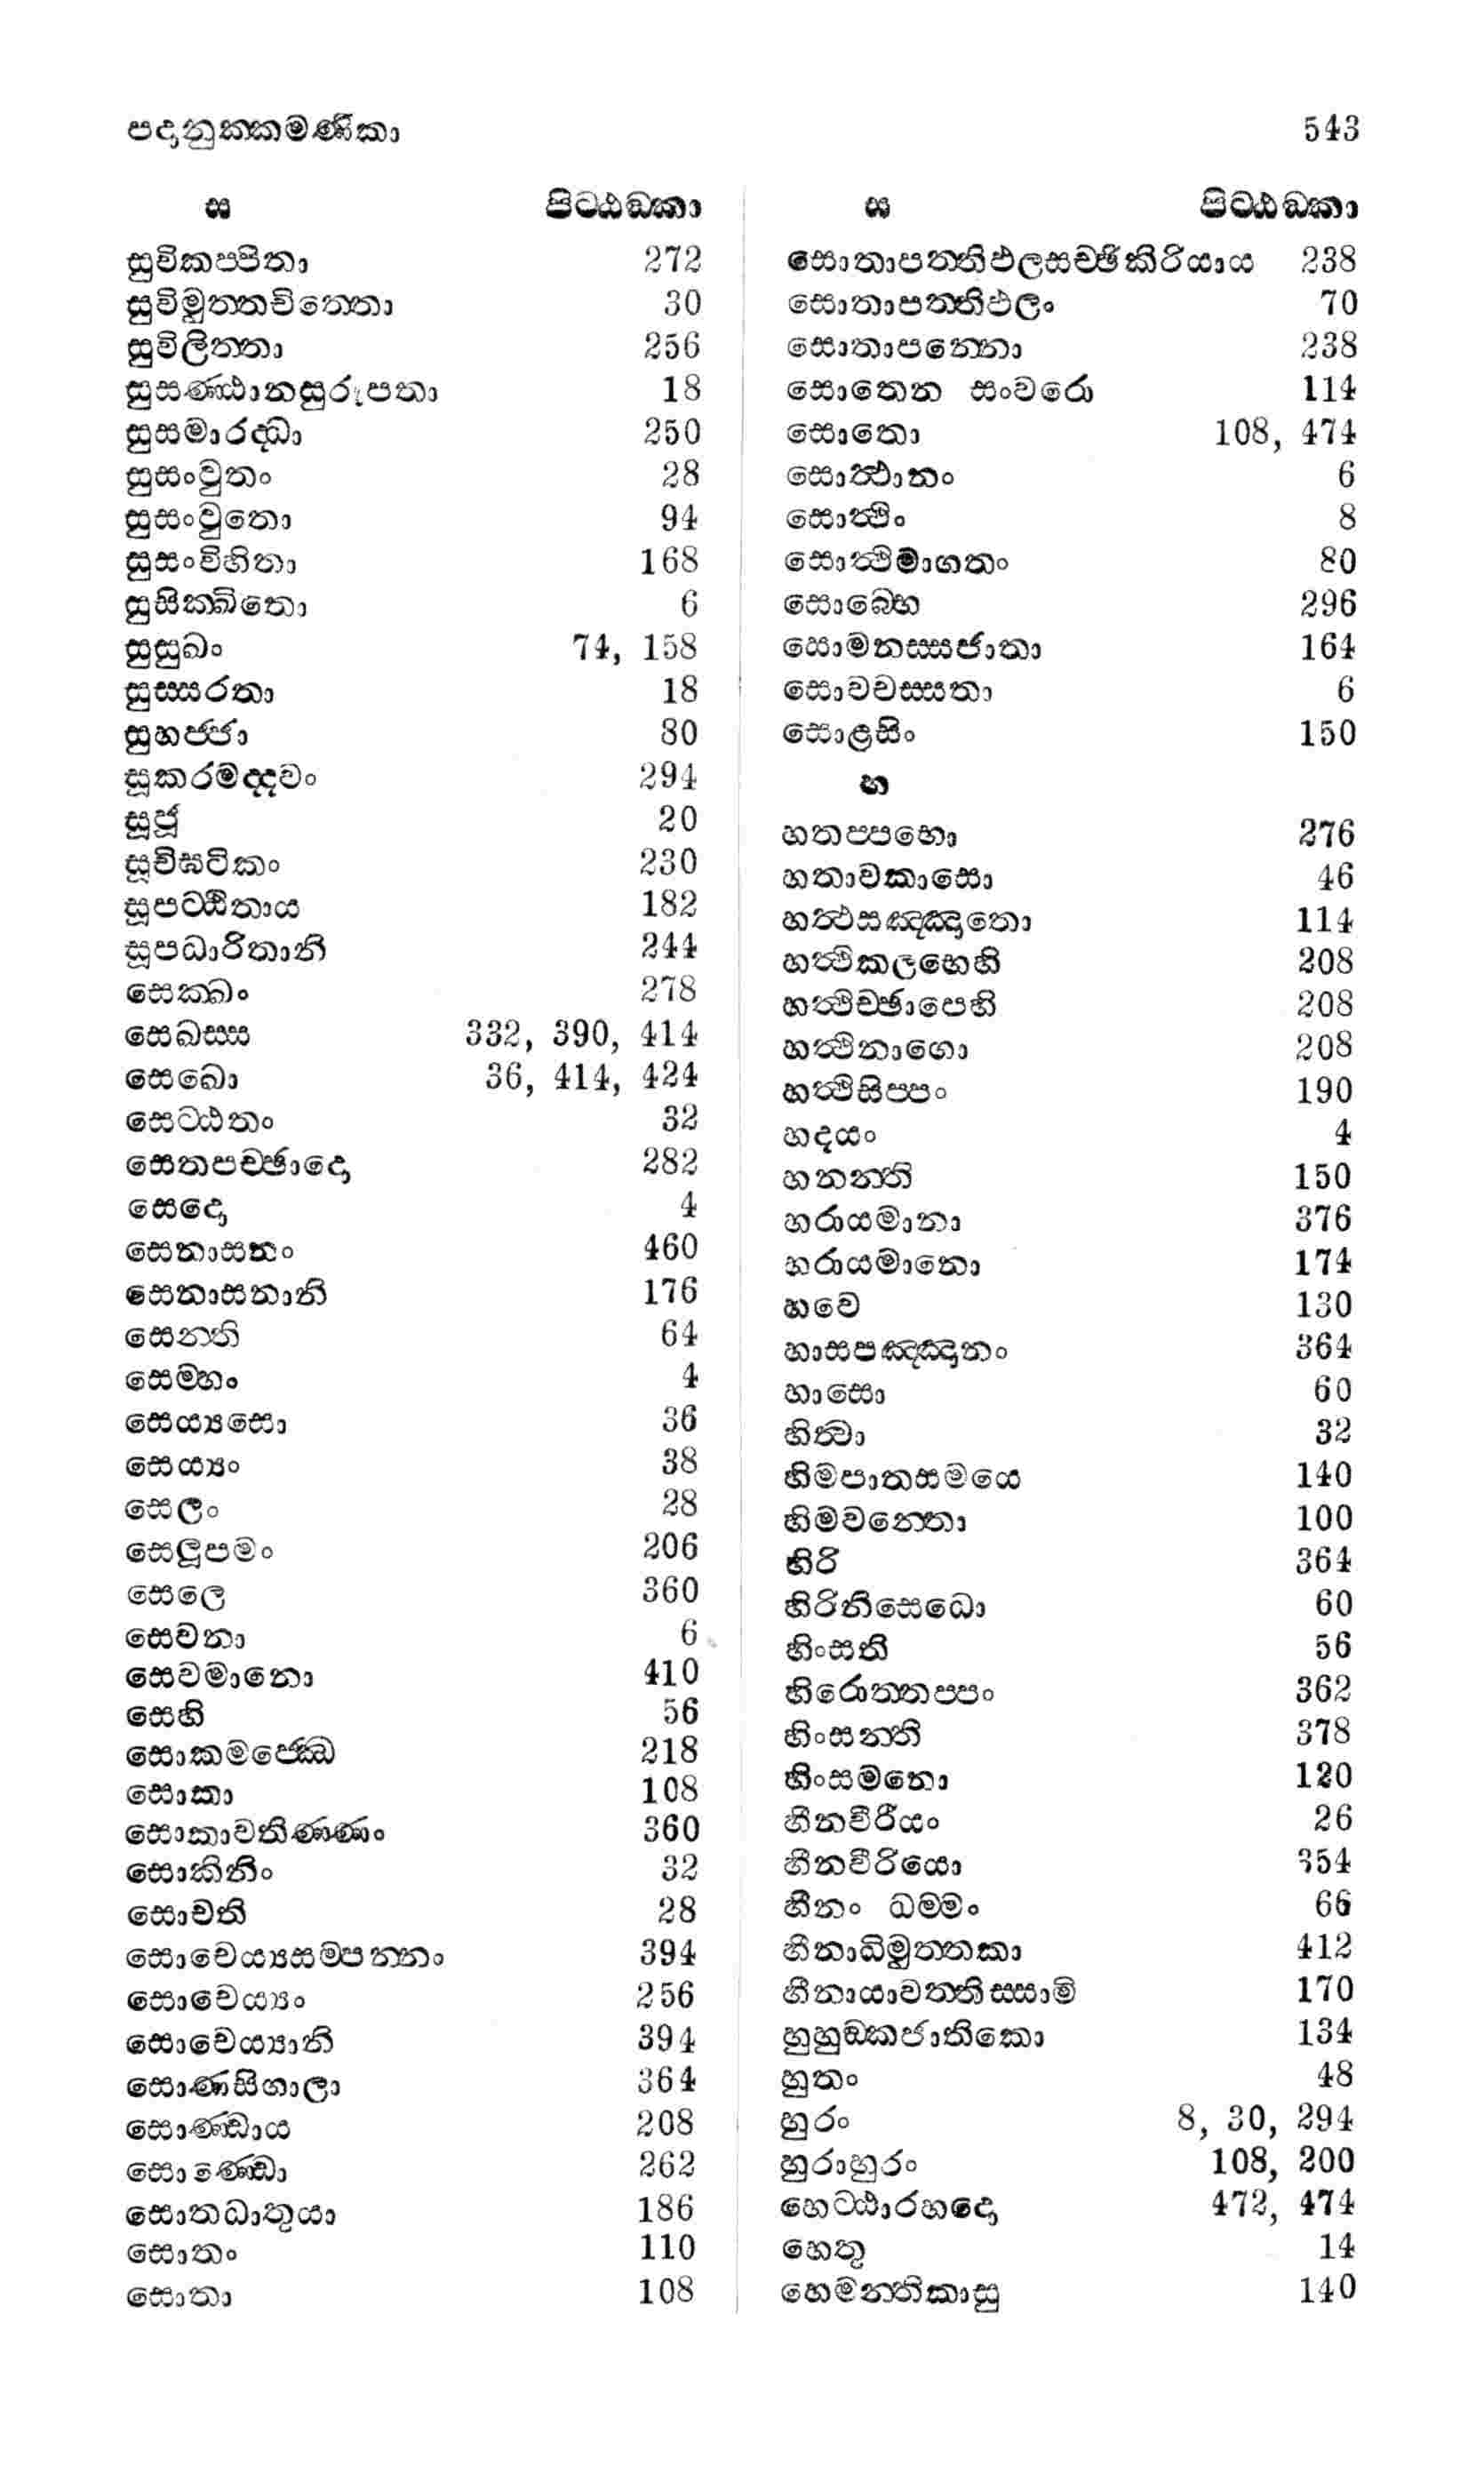 පදානුක්කමණිකා 543
ස පිට්ඨඞ්කා
සුවිකප්පිතා 272
සුවිමුත්තචිත්තො 30
සුවිලිත්තා 256
සුසණ්ඨානසුරූපතා 18
සුසමාරද්ධා 250
සුසංවුතං 28
සුසංවුතො 94
සුසංවිහිතා 168
සුසික්ඛිතො 6
සුසුඛං 74, 158
සුස්සරතා 18
සුහජ්ජා 80
සූකරමද්දවං 294
සූජූ 20
සූචිඝටිකං 230
සූපට්ඨිතාය 182
සූපධාරිතානි 244
සෙක්ඛං 278
සෙඛස්ස 332, 390, 414
සෙඛො 36, 414, 424
සෙට්ඨතං 32
සෙතපච්ඡාදො 282
සෙදො 4
සෙනාසනං 460
සෙනාසනානි 176
සෙන්ති 64
සෙම්හං 4
සෙය්‍යසො 36
සෙය්‍යං 38
සෙලං 28
සෙලූපමං 206
සෙලෙ 360
සෙවනා 6
සෙවමානො 410
සෙහි 56
සොකමජ්ඣෙ 218
සොකා 108
සොකාවතිණ්ණං 360
සොකිනිං 32
සොචති 28
සොචෙය්‍යසම්පන්නං 394
සොචෙය්‍යං 256
සොචෙය්‍යානි 394
සොණසිගාලා 364
සොණ්ඩාය 208
සොණ්ඩො 262
සොතධාතුයා 186
සොතං 110
සොතා 108
ස පිට්ඨඞ්කා
සොතාපත්තිඵලසච්ඡිකිරියාය 238
සොතාපත්තිඵලං 70
සොතාපන්නො 238
සොතෙන සංවරො 114
සොතො 108, 474
සොත්ථානං 6
සොත්ථිං 8
සොත්ථිමාගතං 80
සොබ්භෙ 296
සොමනස්සජාතා 164
සොවචස්සතා 6
සොළසිං 150
හ
හතප්පභො 276
හතාවකාසො 46
හත්ථසඤ්ඤතො 114
හත්ථිකලභෙහි 208
හත්ථිච්ඡාපෙහි 208
හත්ථිනාගො 208
හත්ථිසිප්පං 190
හදයං 4
හනන්ති 150
හරායමානා 376
හරායමානො 174
හවෙ 130
හාසපඤ්ඤතං 364
හාසො 60
හිත්වා 32
හිමපාතසමයෙ 140
හිමවන්තො 100
හිරි 364
හිරිනිසෙධො 60
හිංසති 56
හිරොත්තප්පං 362
හිංසන්ති 378
හිංසමනො 120
හීනවීරියං 26
හීනවීරියො 354
හීනං ධම්මං 66
හීනාධිමුත්තකා 412
හීනායාවත්තිස්සාමි 170
හුහුඞ්කජාතිකො 134
හුතං 48
හුරං 8, 30, 294
හුරාහුරං 108, 200
හෙට්ඨාරහදො 472, 474
හෙතු 14
හෙමන්තිකාසු 140